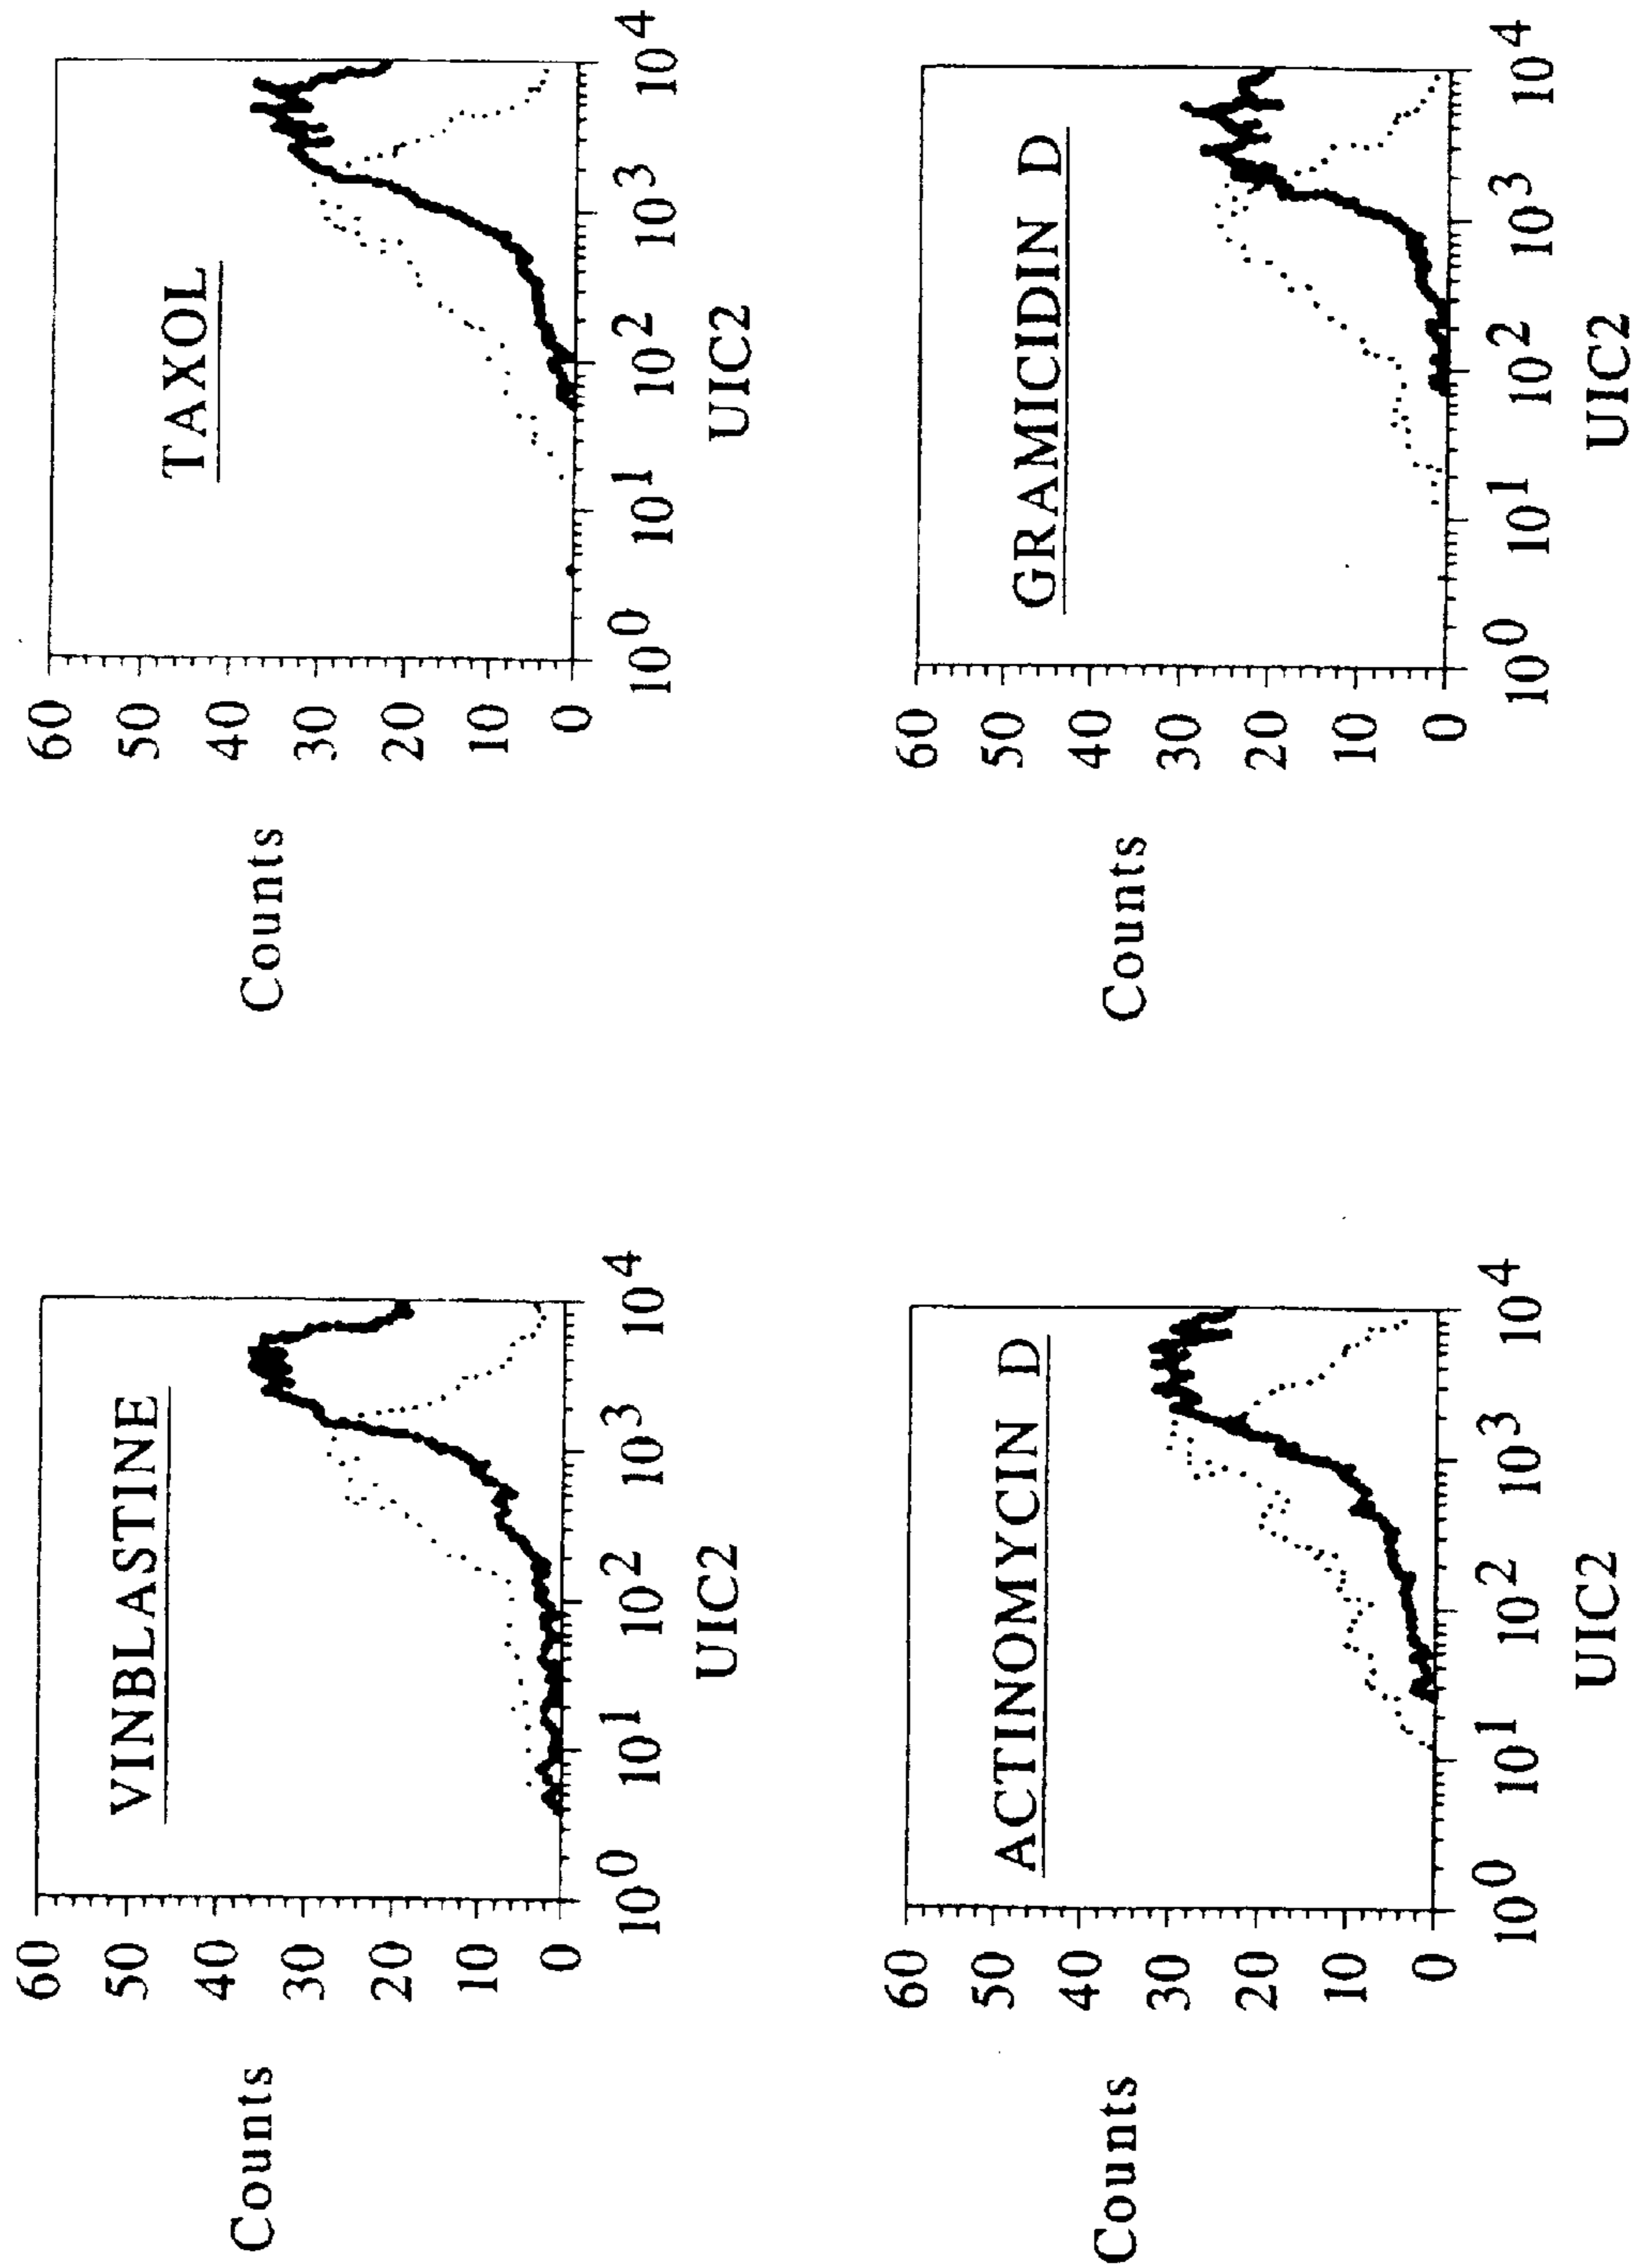 VINBLASTINE
Counts
60
50
40
30
20
10
0
10⁰ 10¹ 10² 10³ 10⁴
UIC2
TAXOL
Counts
60
50
40
30
20
10
0
10⁰ 10¹ 10² 10³ 10⁴
UIC2
ACTINOMYCIN D
Counts
60
50
40
30
20
10
0
10⁰ 10¹ 10² 10³ 10⁴
UIC2
GRAMICIDIN D
Counts
60
50
40
30
20
10
0
10⁰ 10¹ 10² 10³ 10⁴
UIC2